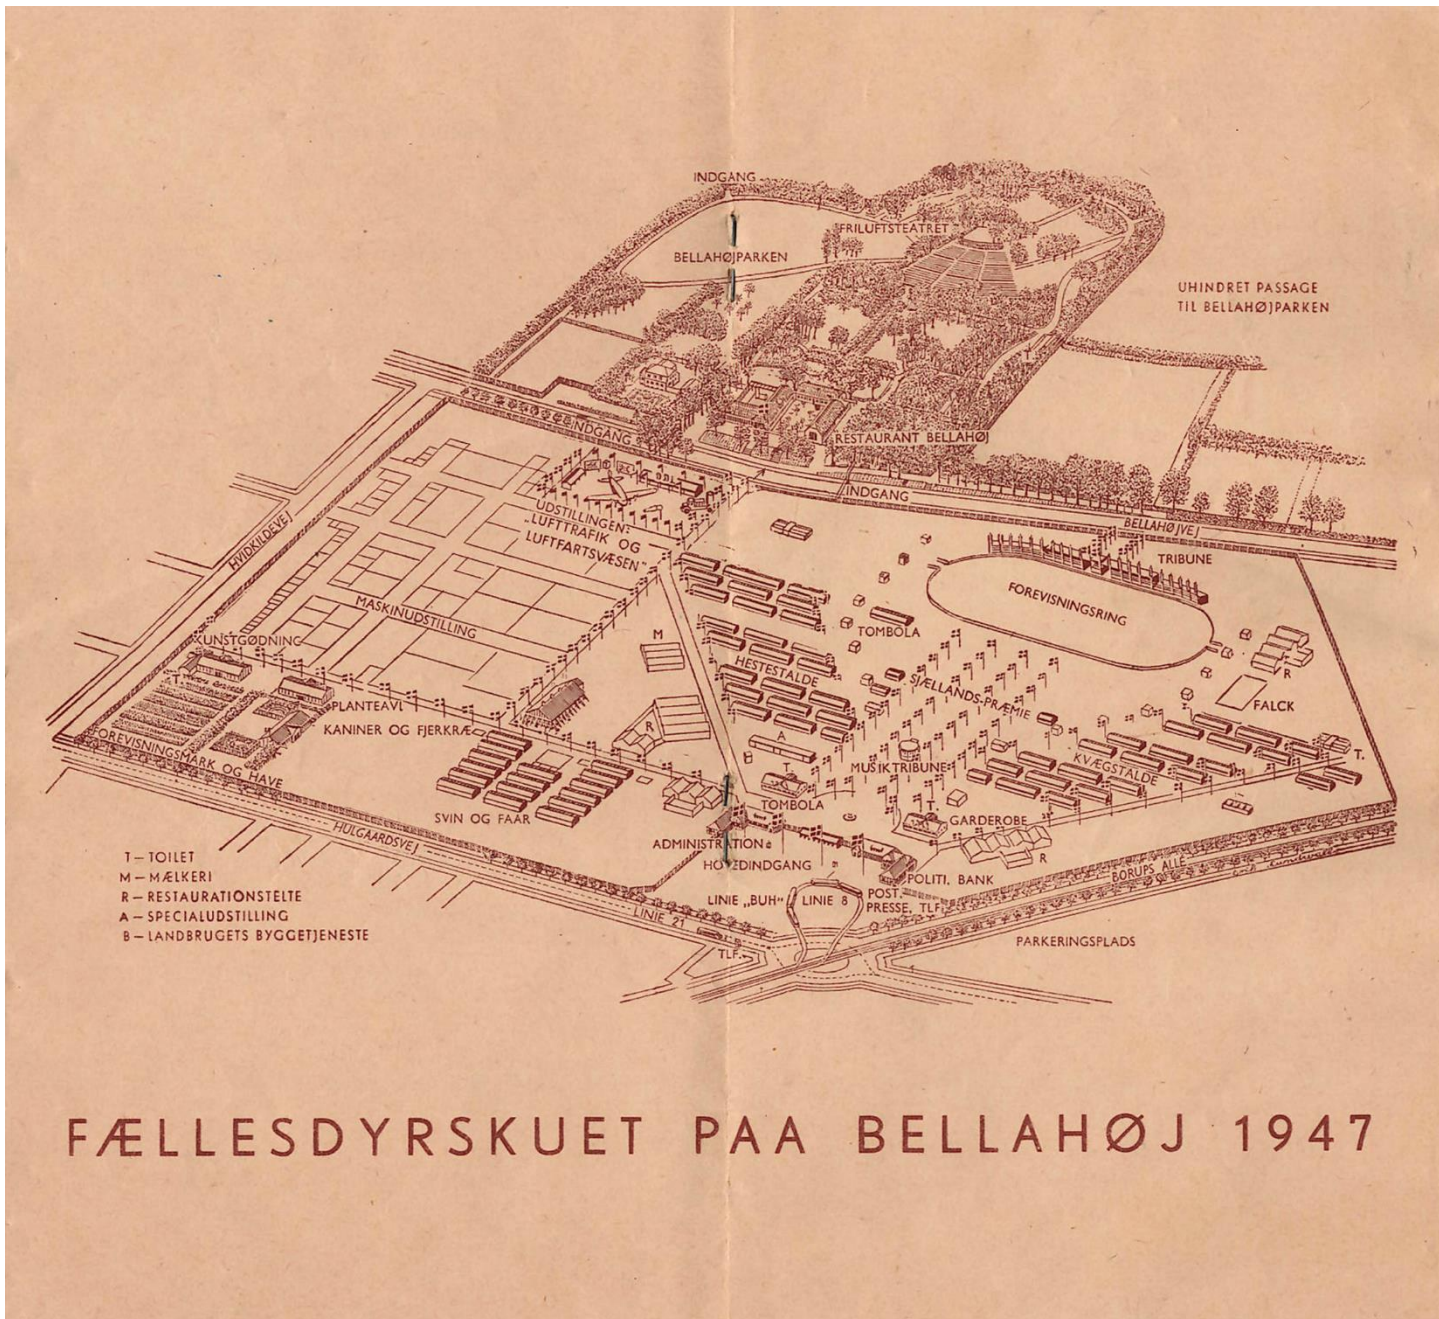 INDGANG
FRILUFTSTEATRET
BELLAHØJPARKEN
UHINDRET PASSAGE
TIL BELLAHØJPARKEN
T
INDGANG
RESTAURANT BELLAHØJ
INDGANG
BELLAHØJVEJ
HVIDKILDEVEJ
UDSTILLINGEN:
„LUFTTRAFIK OG
LUFTFARTSVÆSEN"
TRIBUNE
FOREVISNINGSRING
MASKINUDSTILLING
KUNSTGØDNING
M
TOMBOLA
HESTESTALDE
SJÆLLANDS-PRÆMIE
R
FALCK
T.
PLANTEAVL
KANINER OG FJERKRÆ
R
A
FOREVISNINGSMARK OG HAVE
MUSIKTRIBUNE
KVÆGSTALDE
T.
T.
TOMBOLA
T.
GARDEROBE
SVIN OG FAAR
HULGAARDSVEJ
ADMINISTRATION
HOVEDINDGANG
R
POLITI. BANK
BORUPS ALLÉ
T — TOILET
M — MÆLKERI
R — RESTAURATIONSTELTE
A — SPECIALUDSTILLING
B — LANDBRUGETS BYGGETJENESTE
LINIE „BUH"
LINIE 8
POST.
PRESSE. TLF.
LINIE 21
TLF.
PARKERINGSPLADS
FÆLLESDYRSKUET PAA BELLAHØJ 1947